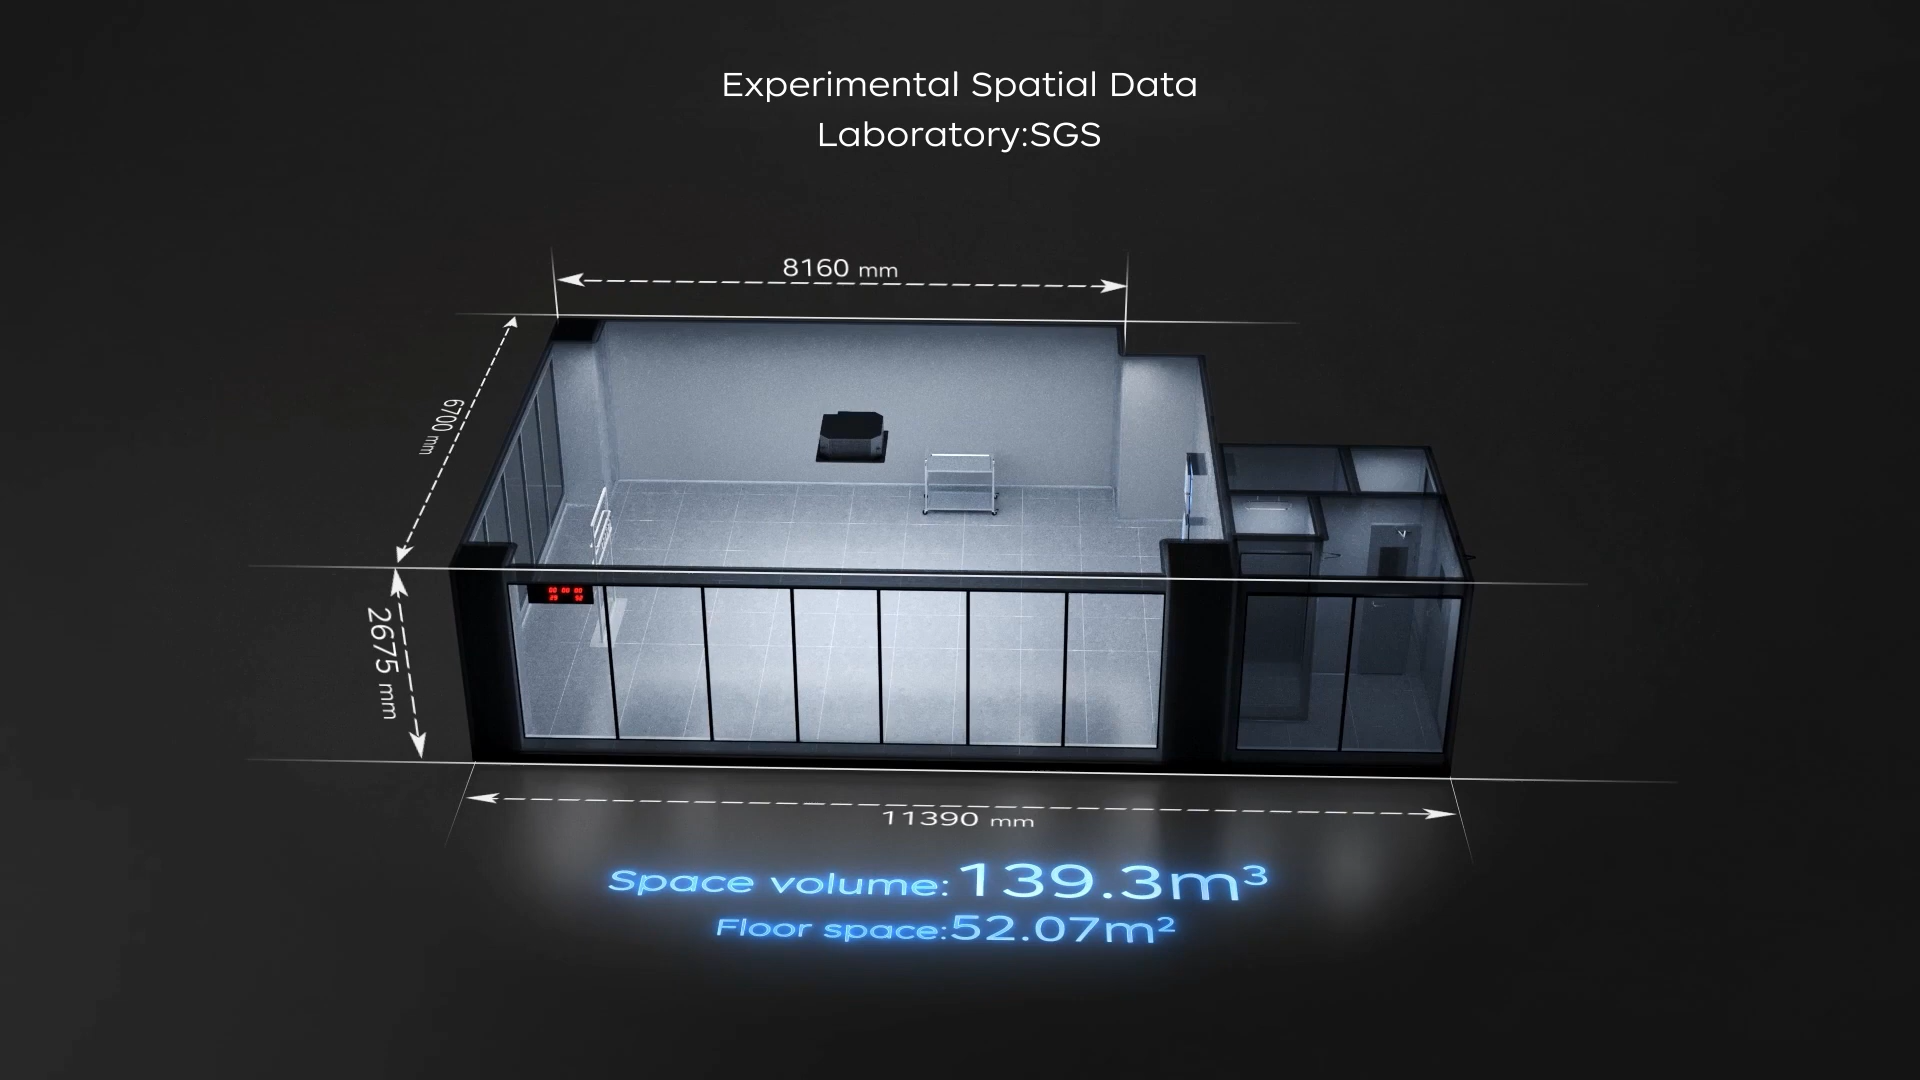 Experimental Spatial Data
Laboratory:SGS
8160 mm
6700 mm
2675 mm
11390 mm
Space volume:139.3m³
Floor space:52.07m²